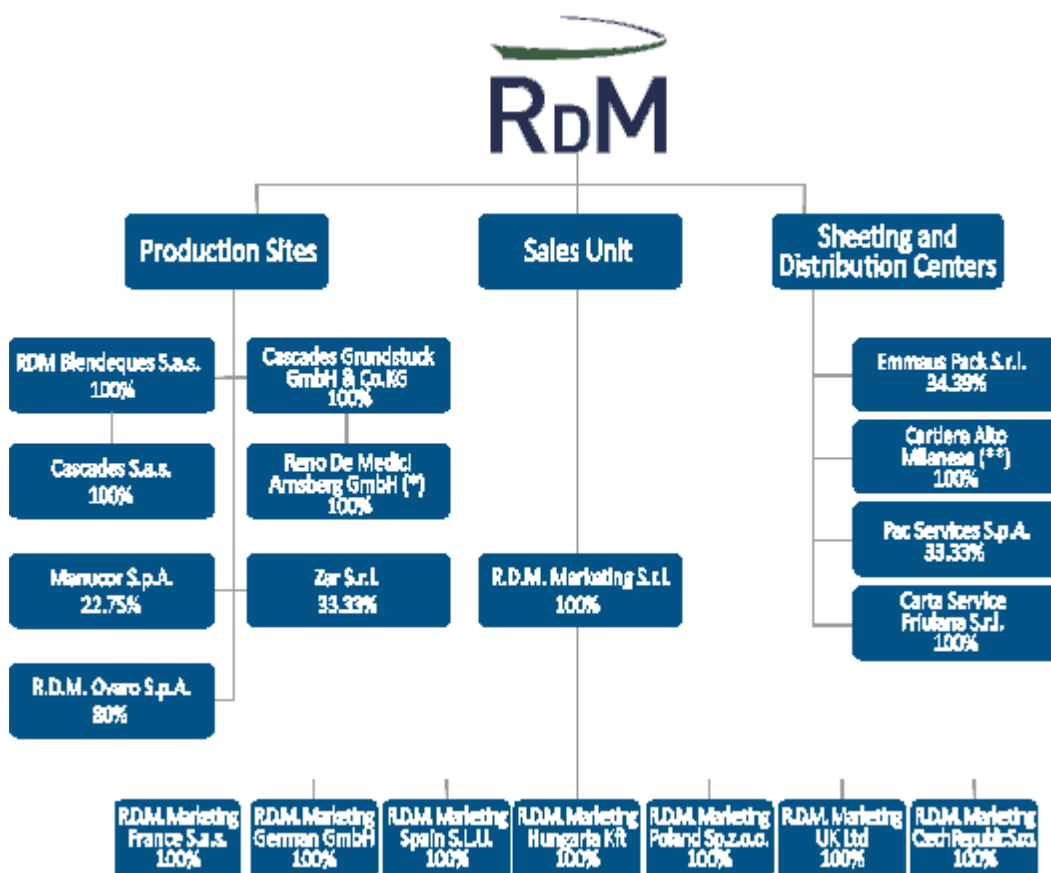 RDM
Production Sites
Sales Unit
Sheeting and
Distribution Centers
RDM Blendeques S.a.s.
100%
Cascades Grundstuck
GmbH & Co.KG
100%
Cascades S.a.s.
100%
Reno De Medici
Arnsberg GmbH (*)
100%
Manucor S.p.A.
22.75%
Zar S.r.l.
33.33%
R.D.M. Ovaro S.p.A.
80%
R.D.M. Marketing S.r.l.
100%
Emmaus Pack S.r.l.
34.39%
Cartiera Alto
Milanese (**)
100%
Pac Services S.p.A.
33.33%
Carta Service
Friulana S.r.l.
100%
R.D.M. Marketing
France S.a.s.
100%
R.D.M. Marketing
German GmbH
100%
R.D.M. Marketing
Spain S.L.U.
100%
R.D.M. Marketing
Hungaria Kft
100%
R.D.M. Marketing
Poland Sp.z.o.o.
100%
R.D.M. Marketing
UK Ltd
100%
R.D.M. Marketing
Czech Republic S.r.o.
100%